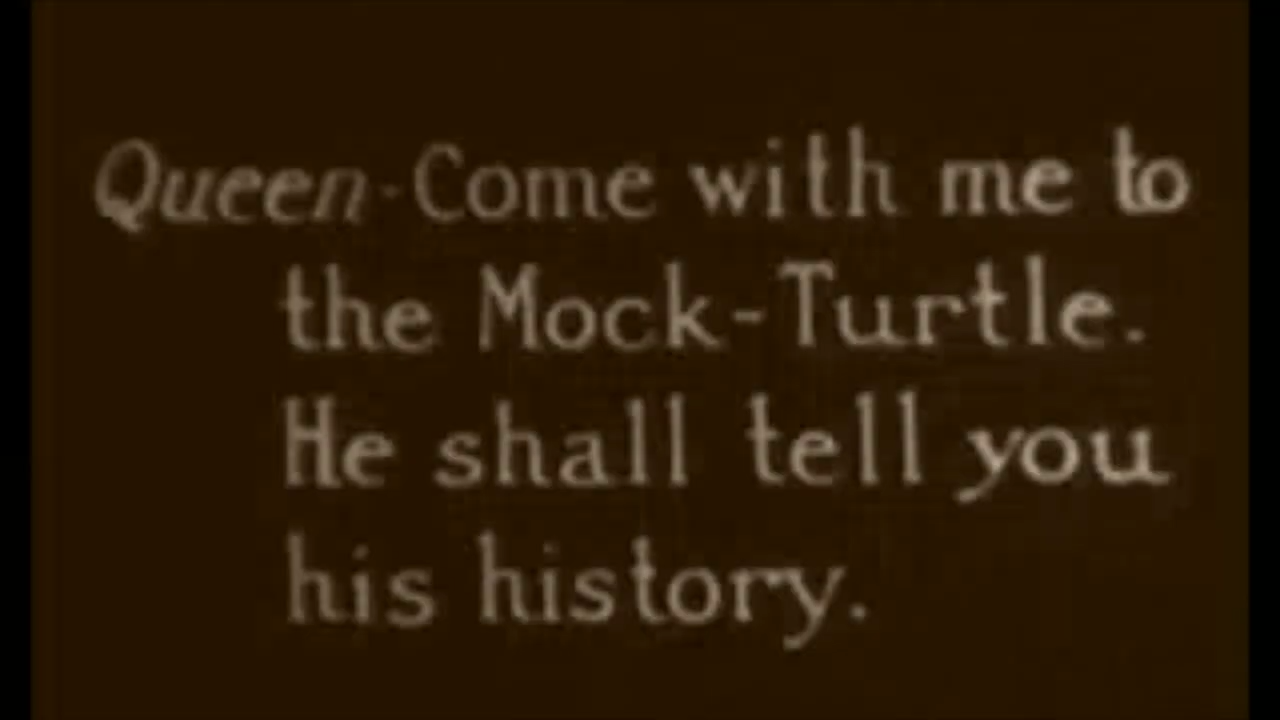 Queen-Come with me to
the Mock-Turtle.
He shall tell you
his history.